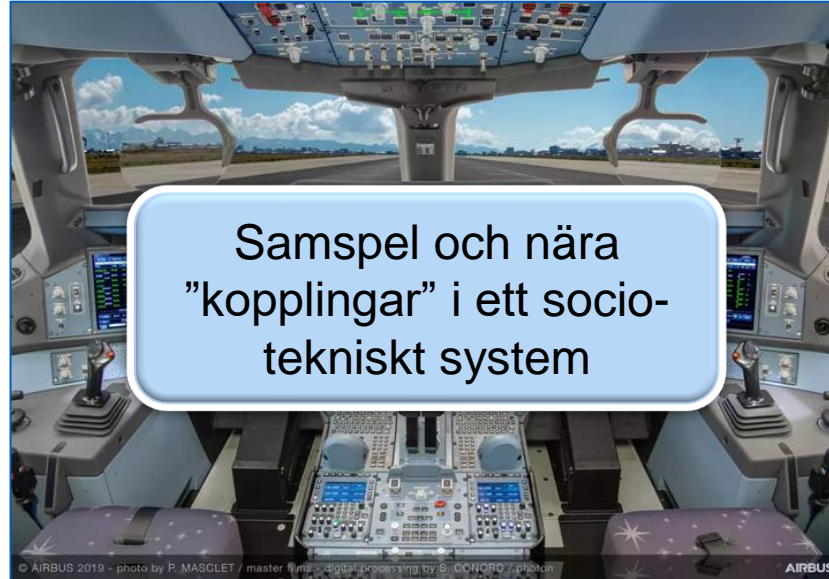 Samspel och nära
”kopplingar” i ett socio-
tekniskt system
© AIRBUS 2019 - photo by P. MASCLET / master films - digital processing by S. CONORD / photon
AIRBUS